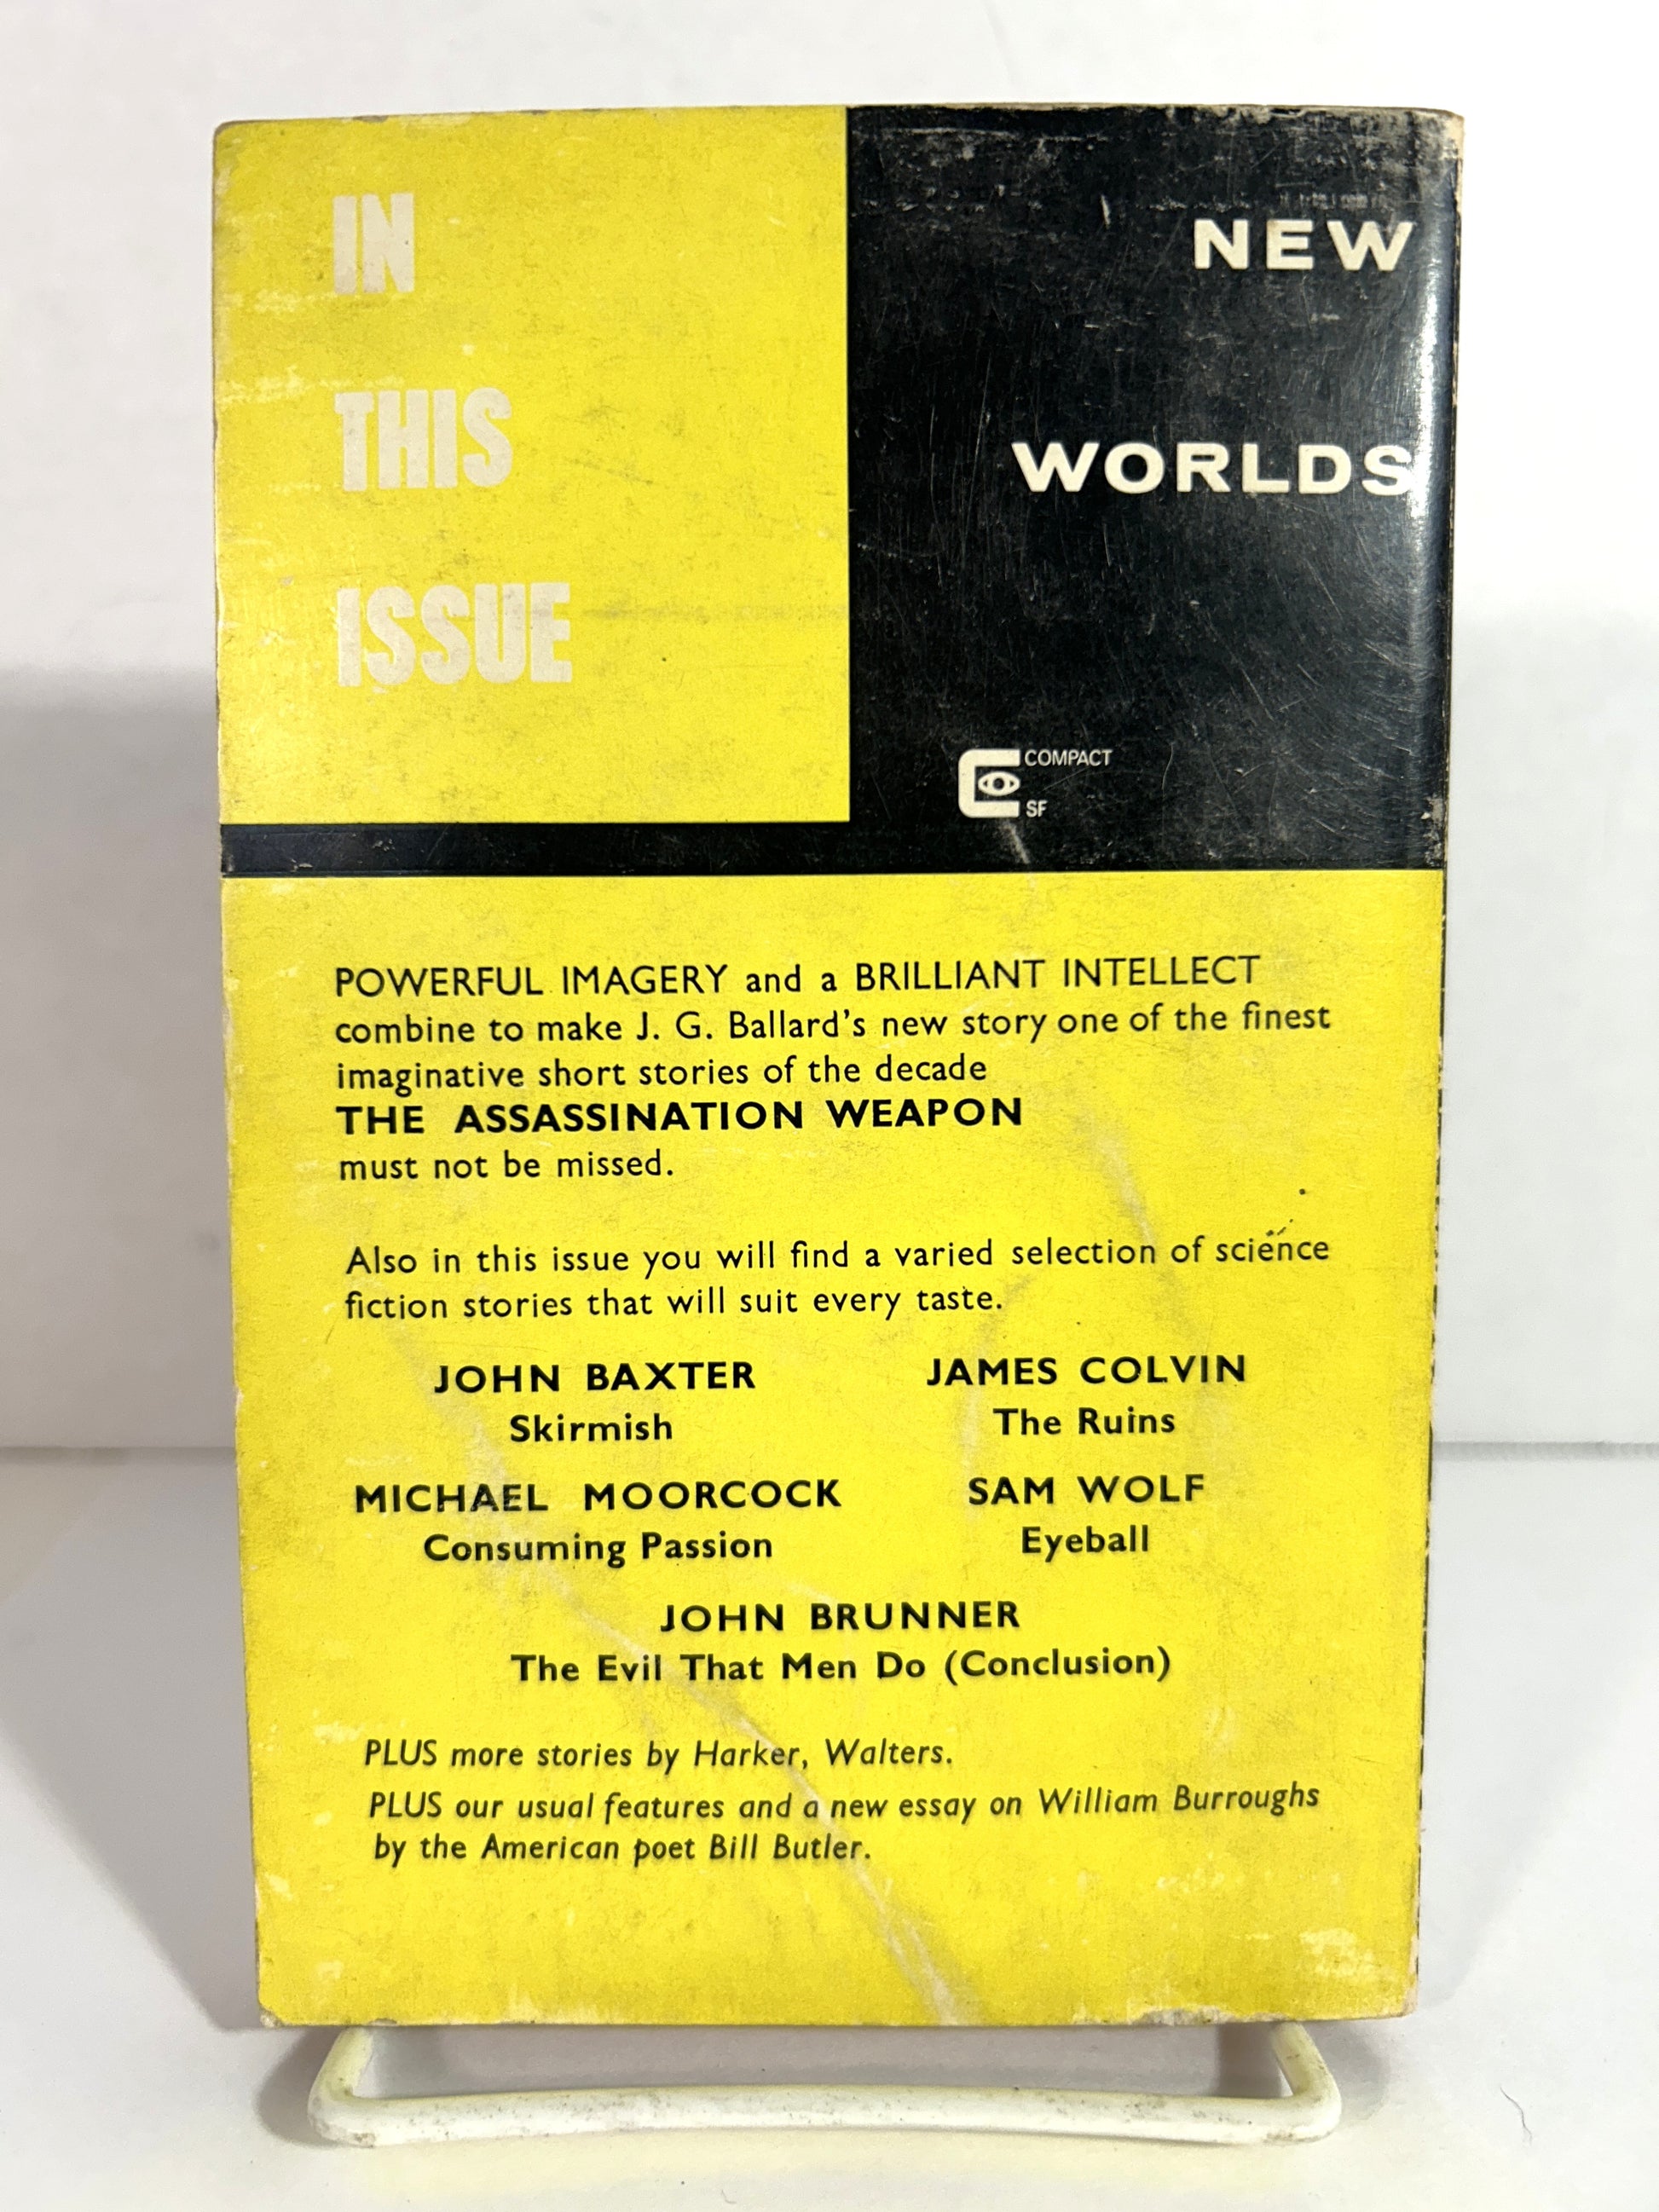 IN
THIS
ISSUE
NEW
WORLDS
COMPACT
SF
POWERFUL IMAGERY and a BRILLIANT INTELLECT
combine to make J. G. Ballard's new story one of the finest
imaginative short stories of the decade
THE ASSASSINATION WEAPON
must not be missed.
Also in this issue you will find a varied selection of science
fiction stories that will suit every taste.
JOHN BAXTER
Skirmish
JAMES COLVIN
The Ruins
MICHAEL MOORCOCK
Consuming Passion
SAM WOLF
Eyeball
JOHN BRUNNER
The Evil That Men Do (Conclusion)
PLUS more stories by Harker, Walters.
PLUS our usual features and a new essay on William Burroughs
by the American poet Bill Butler.